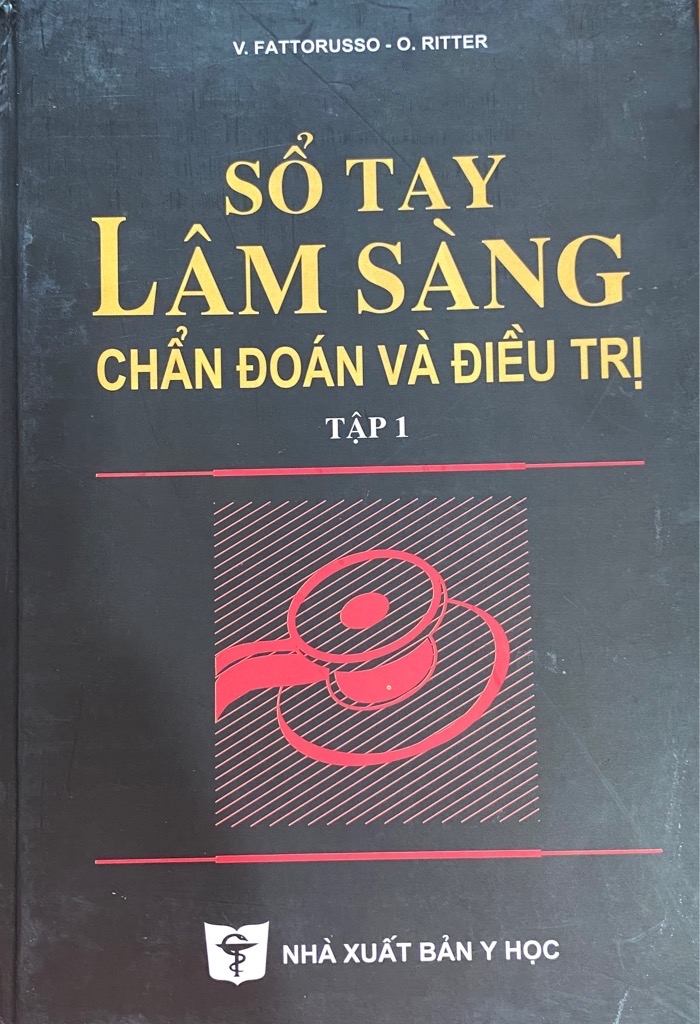 V. FATTORUSSO - O. RITTER
SỔ TAY
LÂM SÀNG
CHẨN ĐOÁN VÀ ĐIỀU TRỊ
TẬP 1
NHÀ XUẤT BẢN Y HỌC